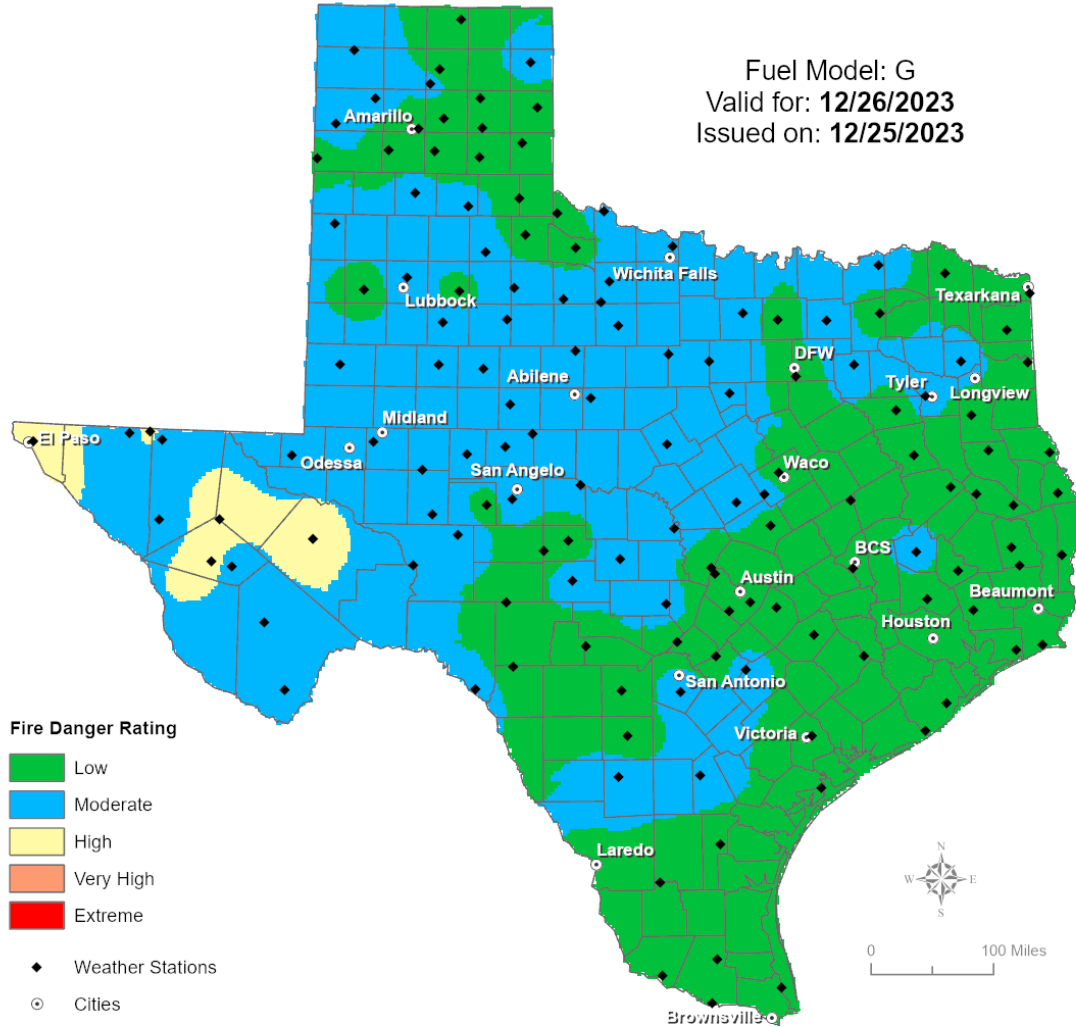 Fuel Model: G
Valid for: 12/26/2023
Issued on: 12/25/2023
Amarillo
Wichita Falls
Lubbock
Texarkana
DFW
Abilene
Tyler
Longview
Midland
El Paso
Odessa
San Angelo
Waco
BCS
Austin
Beaumont
Houston
San Antonio
Victoria
Laredo
Brownsville
Fire Danger Rating
Low
Moderate
High
Very High
Extreme
Weather Stations
Cities
N
W E
S
0 100 Miles